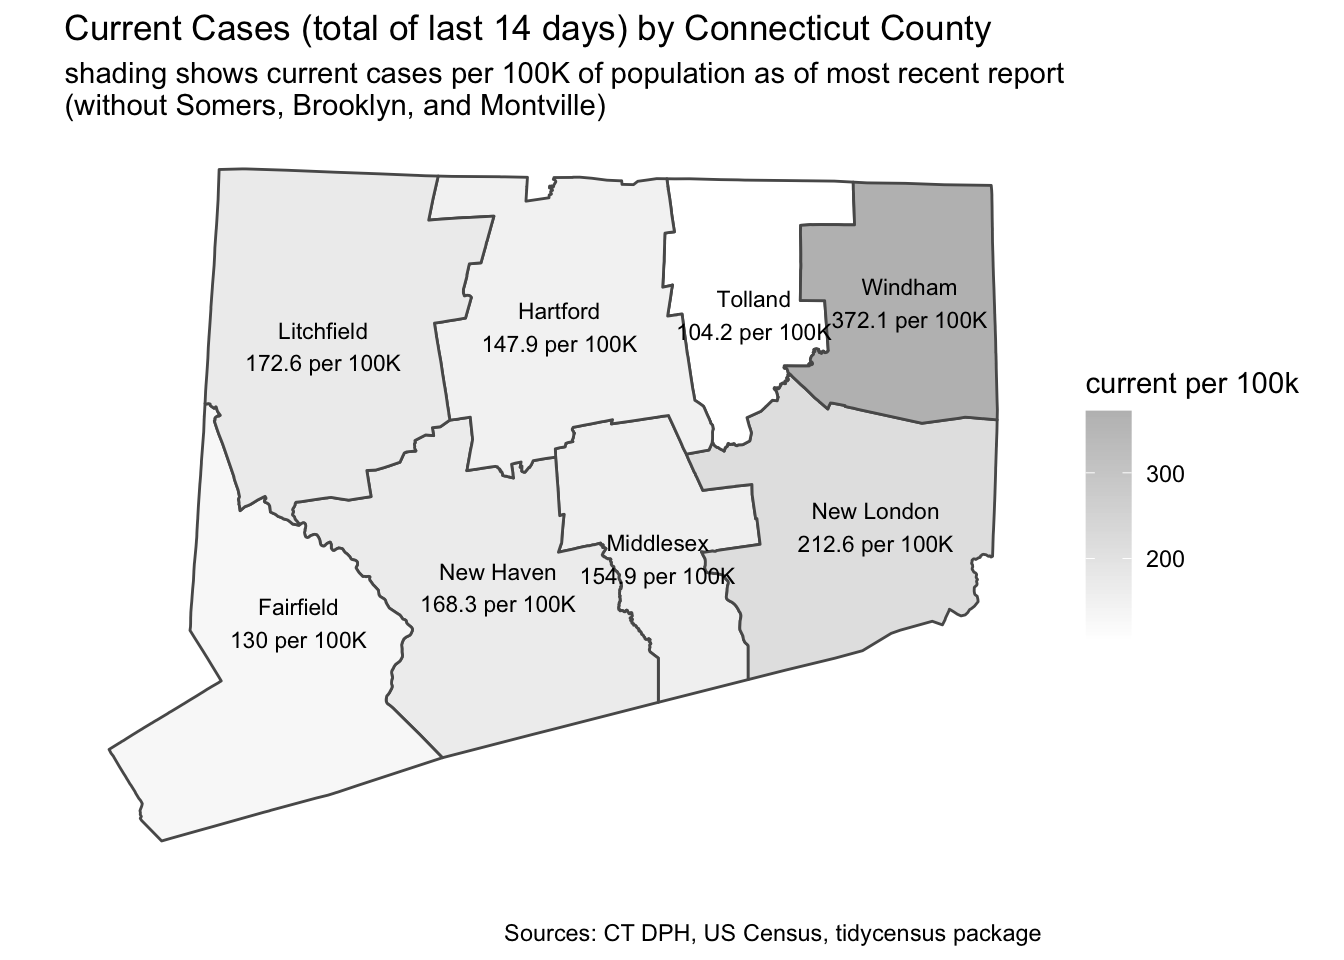 Current Cases (total of last 14 days) by Connecticut County
shading shows current cases per 100K of population as of most recent report
(without Somers, Brooklyn, and Montville)
Litchfield
172.6 per 100K
Hartford
147.9 per 100K
Tolland
104.2 per 100K
Windham
372.1 per 100K
Fairfield
130 per 100K
New Haven
168.3 per 100K
Middlesex
154.9 per 100K
New London
212.6 per 100K
current per 100k
300
200
Sources: CT DPH, US Census, tidycensus package